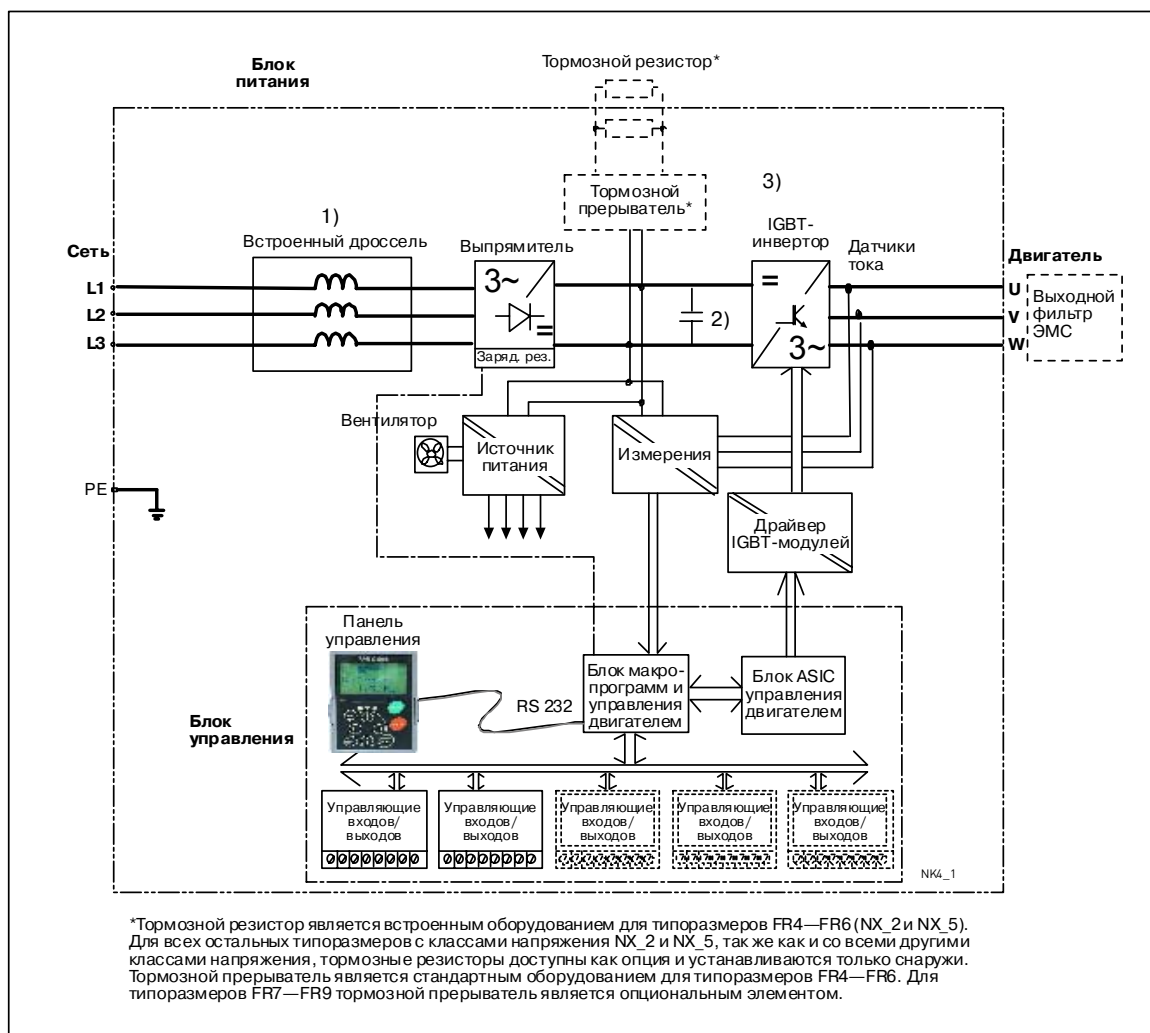 Блок
питания
Тормозной резистор*
Тормозной
прерыватель*
3)
1)
Встроенный дроссель
Выпрямитель
IGBT-
инвертор
Датчики
тока
Сеть
Двигатель
L1
L2
L3
3~
=
Заряд. рез.
2)
=
3~
U
V
W
Выходной
фильтр
ЭМС
Вентилятор
Источник
питания
Измерения
PE
Драйвер
IGBT-модулей
Панель
управления
Блок
управления
RS 232
Блок макро-
программ и
управления
двигателем
Блок ASIC
управления
двигателем
Управляющие
входов/
выходов
Управляющие
входов/
выходов
Управляющие
входов/
выходов
Управляющие
входов/
выходов
Управляющие
входов/
выходов
NK4_1
*Тормозной резистор является встроенным оборудованием для типоразмеров FR4—FR6 (NX_2 и NX_5).
Для всех остальных типоразмеров с классами напряжения NX_2 и NX_5, так же как и со всеми другими
классами напряжения, тормозные резисторы доступны как опция и устанавливаются только снаружи.
Тормозной прерыватель является стандартным оборудованием для типоразмеров FR4—FR6. Для
типоразмеров FR7—FR9 тормозной прерыватель является опциональным элементом.